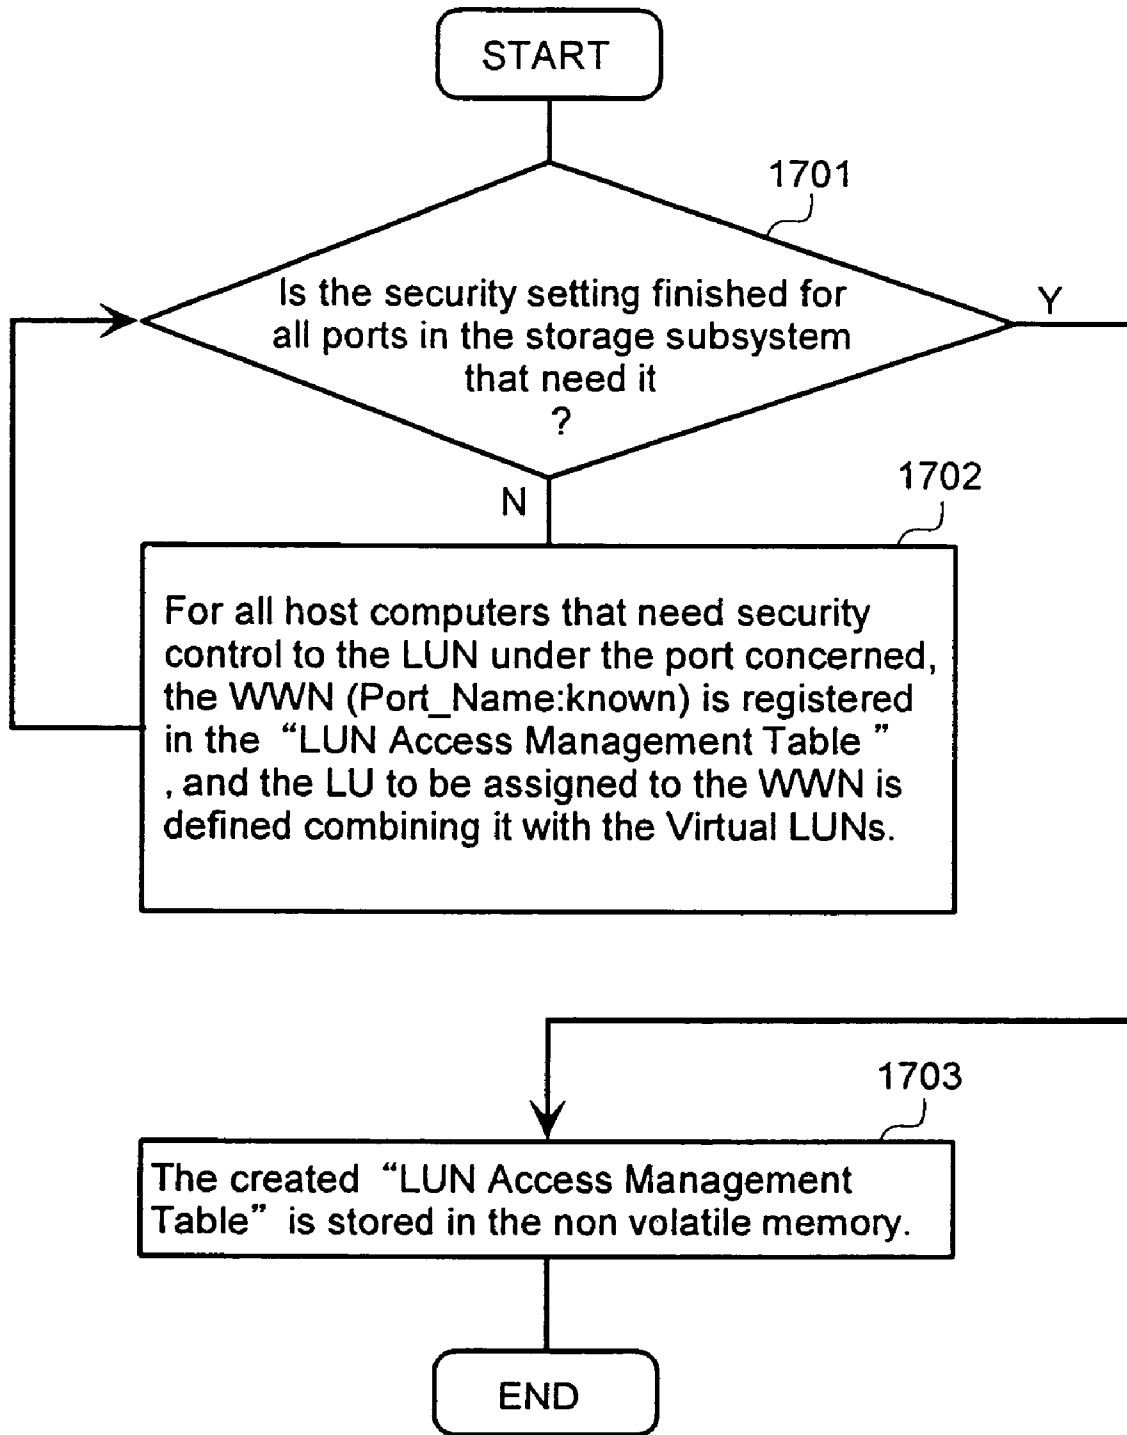 START
1701
Is the security setting finished for
all ports in the storage subsystem
that need it
?
Y
N
1702
For all host computers that need security
control to the LUN under the port concerned,
the WWN (Port_Name:known) is registered
in the “LUN Access Management Table ”
, and the LU to be assigned to the WWN is
defined combining it with the Virtual LUNs.
1703
The created “LUN Access Management
Table” is stored in the non volatile memory.
END